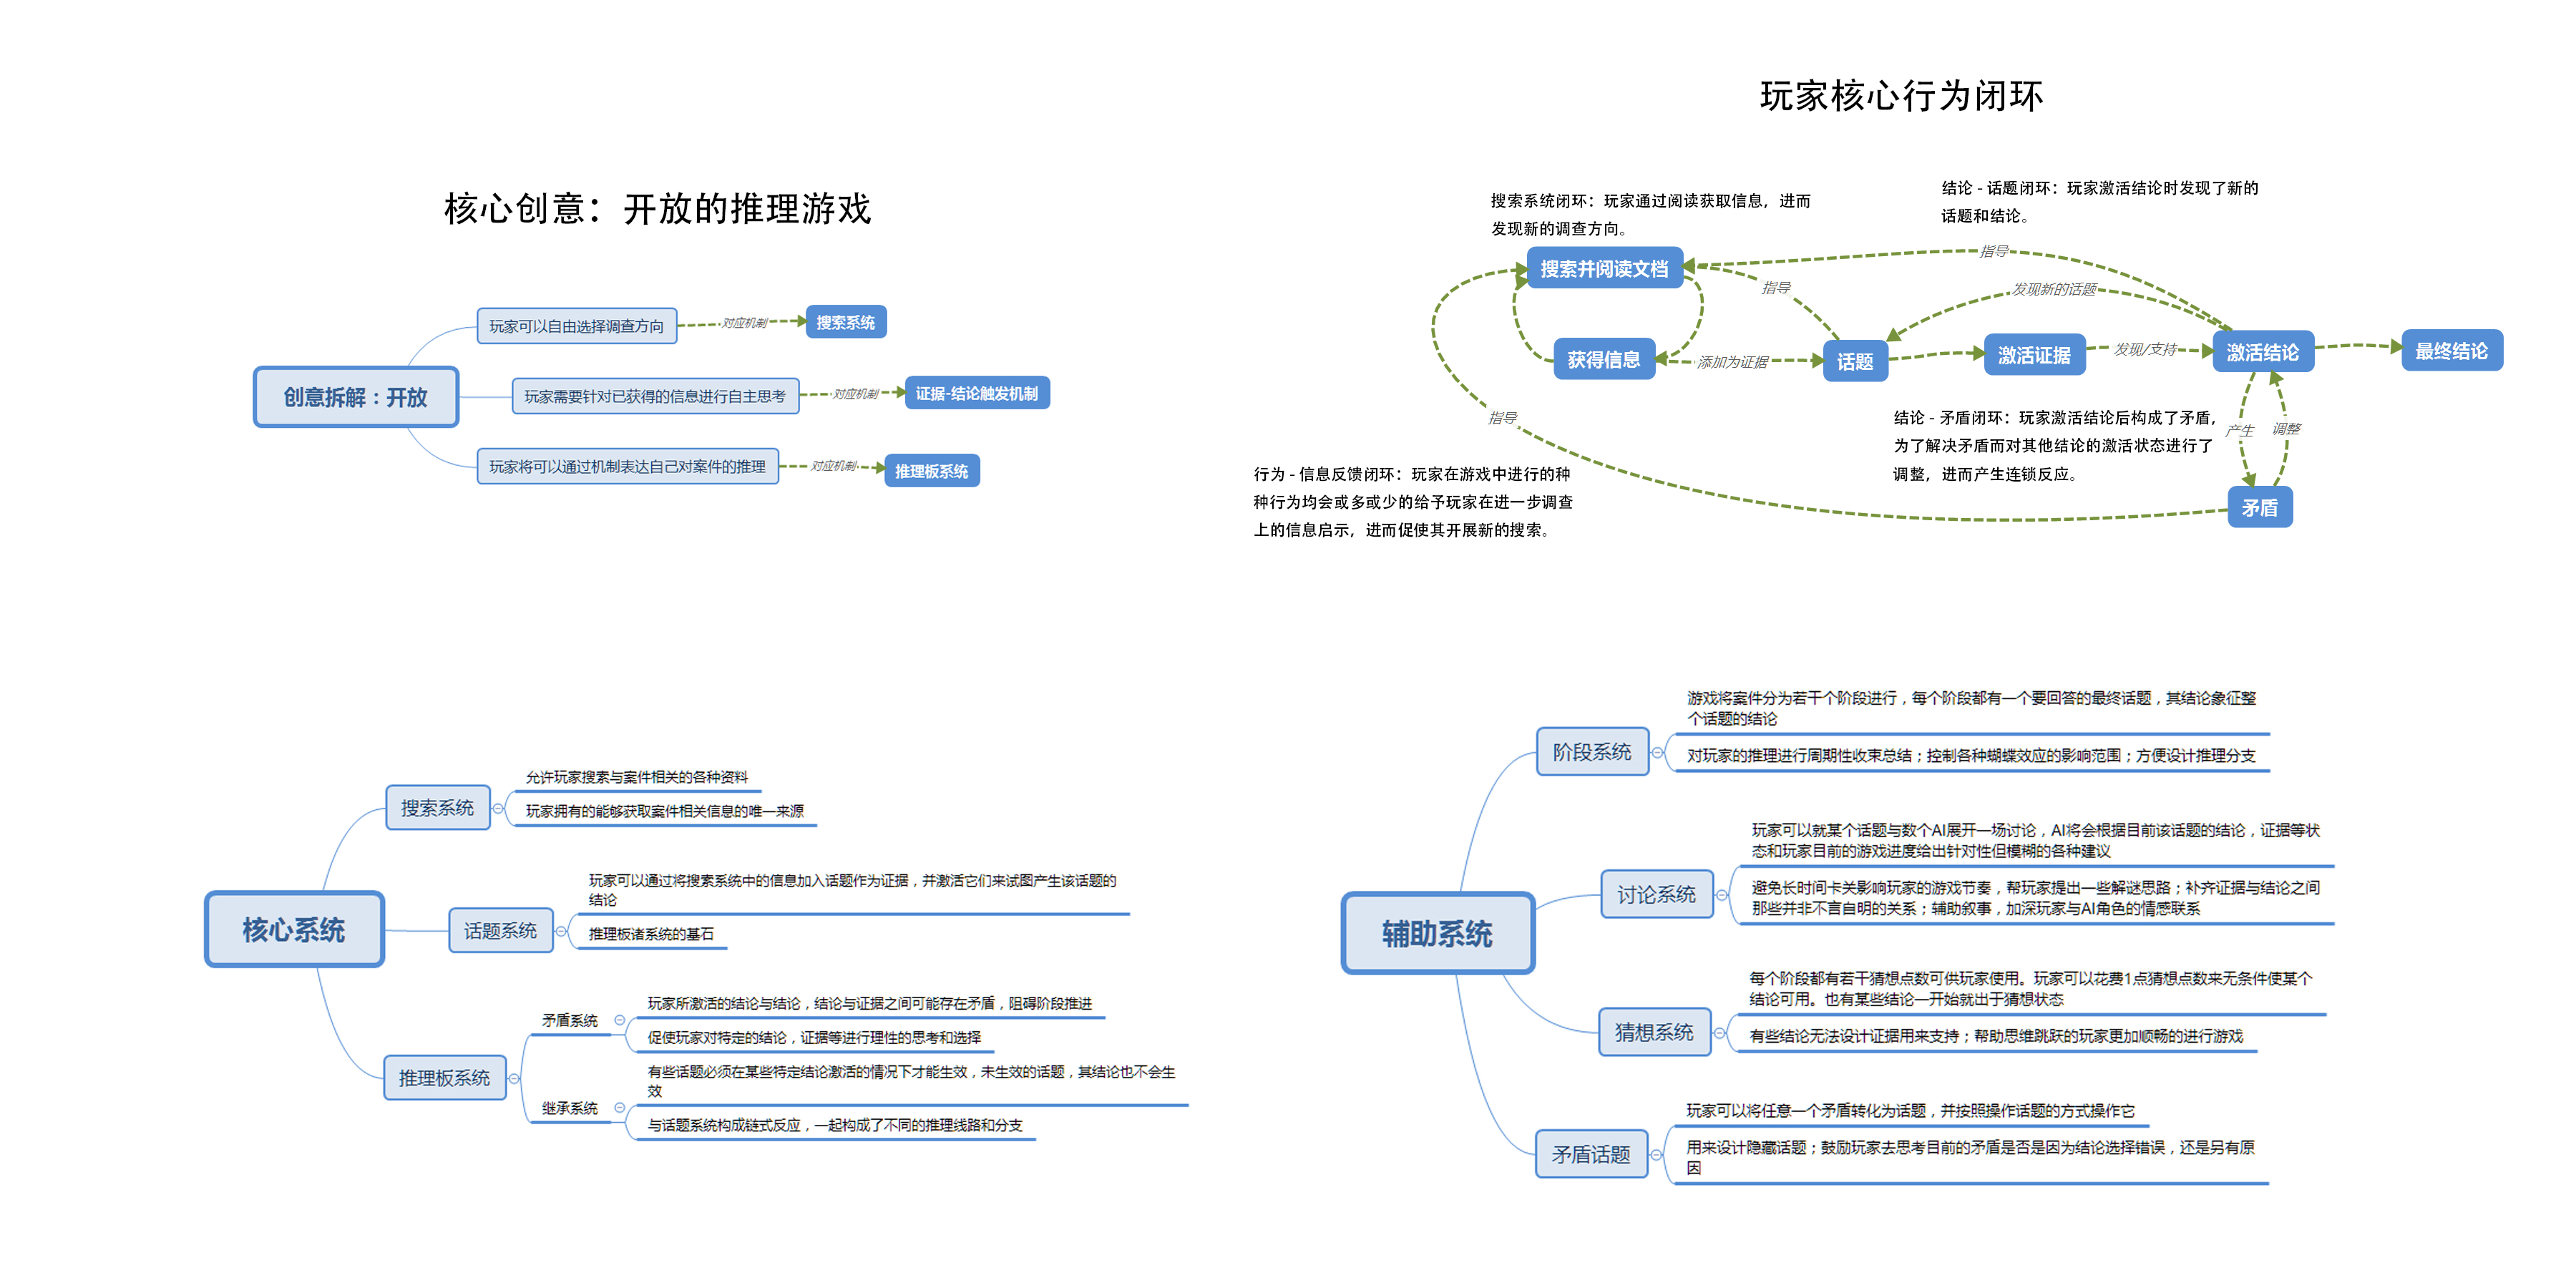 核心创意：开放的推理游戏
创意拆解：开放
玩家可以自由选择调查方向
对应机制
搜索系统
玩家需要针对已获得的信息进行自主思考
对应机制
证据-结论触发机制
玩家将可以通过机制表达自己对案件的推理
对应机制
推理板系统
玩家核心行为闭环
搜索系统闭环：玩家通过阅读获取信息，进而
发现新的调查方向。
结论 - 话题闭环：玩家激活结论时发现了新的
话题和结论。
搜索并阅读文档
指导
指导
发现新的话题
获得信息
添加为证据
话题
激活证据
发现/支持
激活结论
最终结论
指导
结论 - 矛盾闭环：玩家激活结论后构成了矛盾，
为了解决矛盾而对其他结论的激活状态进行了
调整，进而产生连锁反应。
产生
调整
矛盾
行为 - 信息反馈闭环：玩家在游戏中进行的种
种行为均会或多或少的给予玩家在进一步调查
上的信息启示，进而促使其开展新的搜索。
核心系统
搜索系统
允许玩家搜索与案件相关的各种资料
玩家拥有的能够获取案件相关信息的唯一来源
话题系统
玩家可以通过将搜索系统中的信息加入话题作为证据，并激活它们来试图产生该话题的
结论
推理板诸系统的基石
推理板系统
矛盾系统
玩家所激活的结论与结论，结论与证据之间可能存在矛盾，阻碍阶段推进
促使玩家对特定的结论，证据等进行理性的思考和选择
继承系统
有些话题必须在某些特定结论激活的情况下才能生效，未生效的话题，其结论也不会生
效
与话题系统构成链式反应，一起构成了不同的推理线路和分支
辅助系统
阶段系统
游戏将案件分为若干个阶段进行，每个阶段都有一个要回答的最终话题，其结论象征整
个话题的结论
对玩家的推理进行周期性收束总结；控制各种蝴蝶效应的影响范围；方便设计推理分支
讨论系统
玩家可以就某个话题与数个AI展开一场讨论，AI将会根据目前该话题的结论，证据等状
态和玩家目前的游戏进度给出针对性但模糊的各种建议
避免长时间卡关影响玩家的游戏节奏，帮玩家提出一些解谜思路；补齐证据与结论之间
那些并非不言自明的关系；辅助叙事，加深玩家与AI角色的情感联系
猜想系统
每个阶段都有若干猜想点数可供玩家使用。玩家可以花费1点猜想点数来无条件使某个
结论可用。也有某些结论一开始就出于猜想状态
有些结论无法设计证据用来支持；帮助思维跳跃的玩家更加顺畅的进行游戏
矛盾话题
玩家可以将任意一个矛盾转化为话题，并按照操作话题的方式操作它
用来设计隐藏话题；鼓励玩家去思考目前的矛盾是否是因为结论选择错误，还是另有原
因